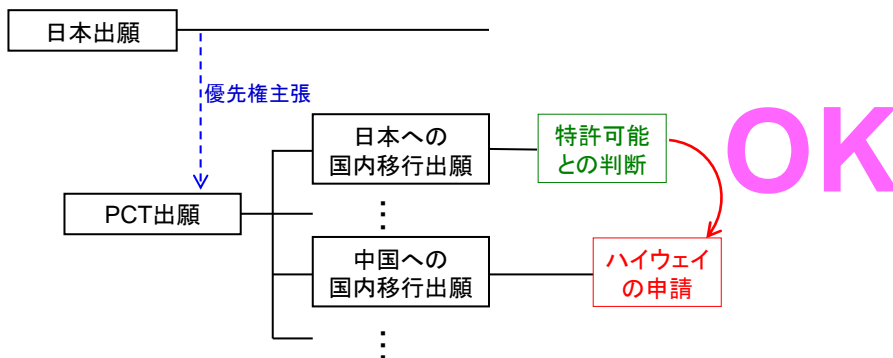 日本出願
優先権主張
日本への
国内移行出願
特許可能
との判断
OK
PCT出願
︙
中国への
国内移行出願
ハイウェイ
の申請
︙